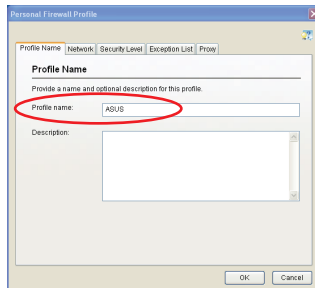 Personal Firewall Profile
Profile Name Network Security Level Exception List Proxy
Profile Name
Provide a name and optional description for this profile.
Profile name: ASUS
Description:
OK Cancel